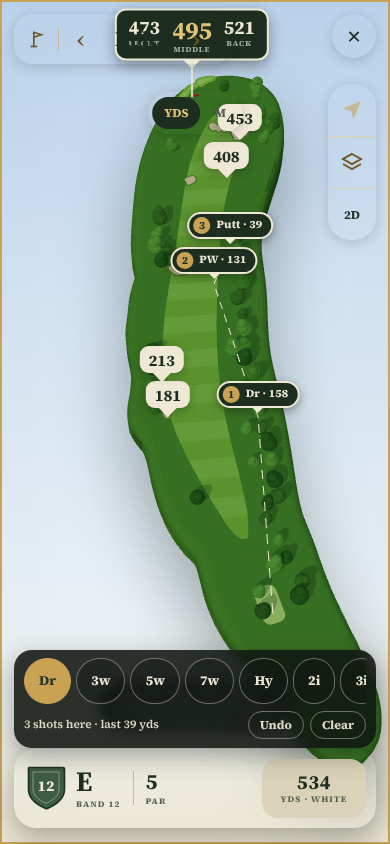 473 495 521
MIDDLE BACK
YDS
M
453
408
3 Putt · 39
2 PW · 131
213
181
1 Dr · 158
2D
Dr 3w 5w 7w Hy 2i
3 shots here · last 39 yds Undo Clear
12 E 5 534
BAND 12 PAR YDS · WHITE